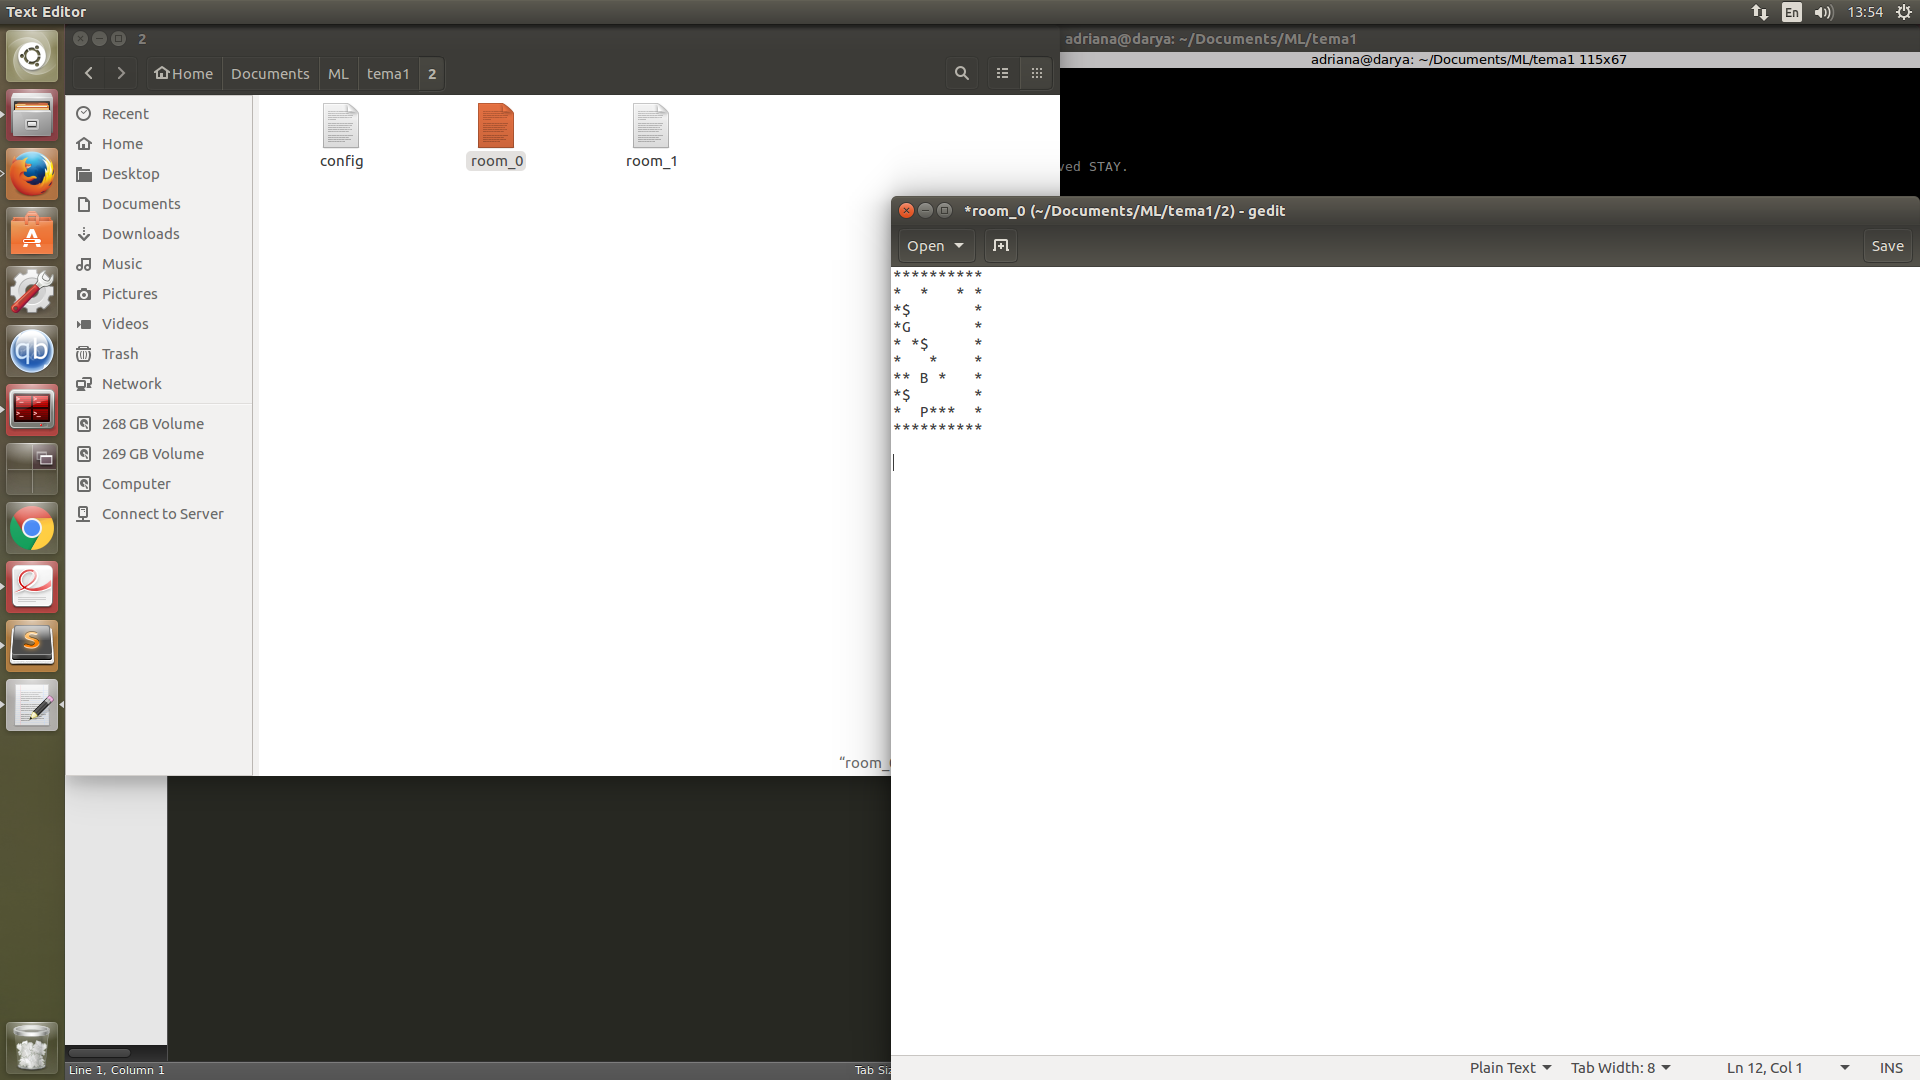 Text Editor
En
13:54
2
Home
Documents
ML
tema1
2
Recent
Home
Desktop
Documents
Downloads
Music
Pictures
Videos
Trash
Network
268 GB Volume
269 GB Volume
Computer
Connect to Server
config
room_0
room_1
"room_
adriana@darya: ~/Documents/ML/tema1
adriana@darya: ~/Documents/ML/tema1 115x67
ved STAY.
*room_0 (~/Documents/ML/tema1/2) - gedit
Open
Save
**********
*  *   * *
*$       *
*G       *
* *$     *
*   *    *
** B *   *
*$       *
*  P***  *
**********
Line 1, Column 1
Tab Siz
Plain Text
Tab Width: 8
Ln 12, Col 1
INS